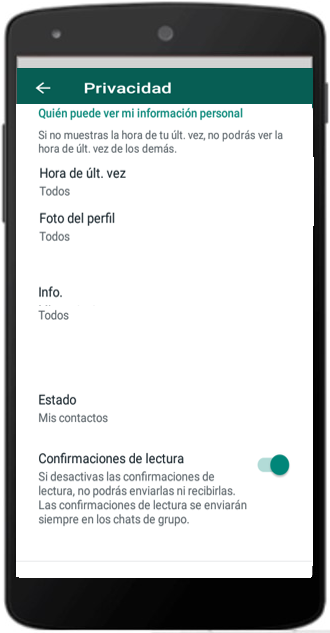 Privacidad
Quién puede ver mi información personal
Si no muestras la hora de tu últ. vez, no podrás ver la
hora de últ. vez de los demás.
Hora de últ. vez
Todos
Foto del perfil
Todos
Info.
Todos
Estado
Mis contactos
Confirmaciones de lectura
Si desactivas las confirmaciones de
lectura, no podrás enviarlas ni recibirlas.
Las confirmaciones de lectura se enviarán
siempre en los chats de grupo.